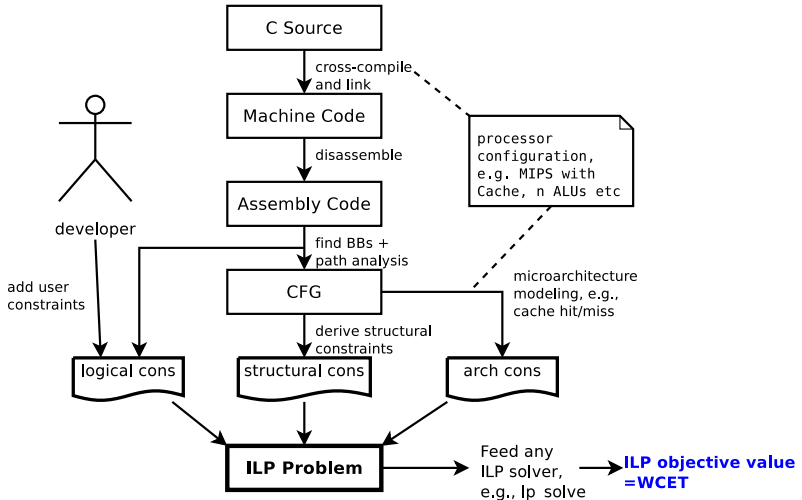 C Source
cross-compile
and link
Machine Code
processor
configuration,
e.g. MIPS with
Cache, n ALUs etc
disassemble
Assembly Code
developer
find BBs +
path analysis
add user
constraints
CFG
microarchitecture
modeling, e.g.,
cache hit/miss
derive structural
constraints
logical cons
structural cons
arch cons
ILP Problem
Feed any
ILP solver,
e.g., lp_solve
ILP objective value
=WCET